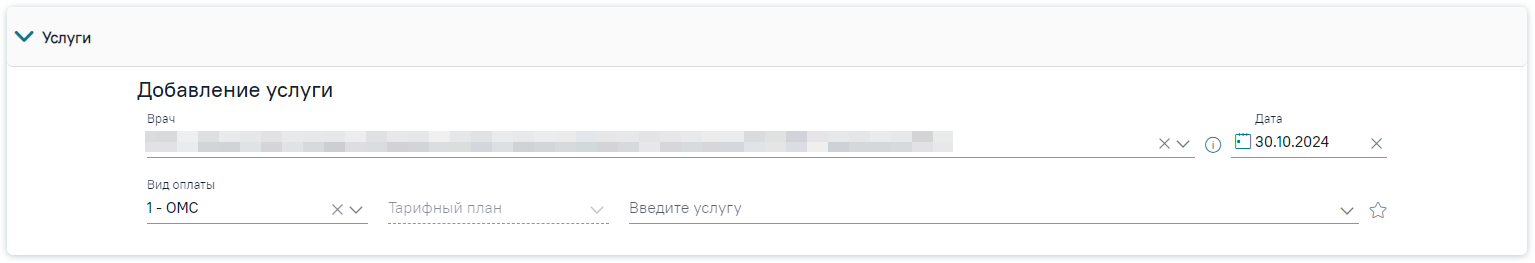 Услуги
Добавление услуги
Врач
Дата
30.10.2024
Вид оплаты
1 - ОМС
Тарифный план
Введите услугу